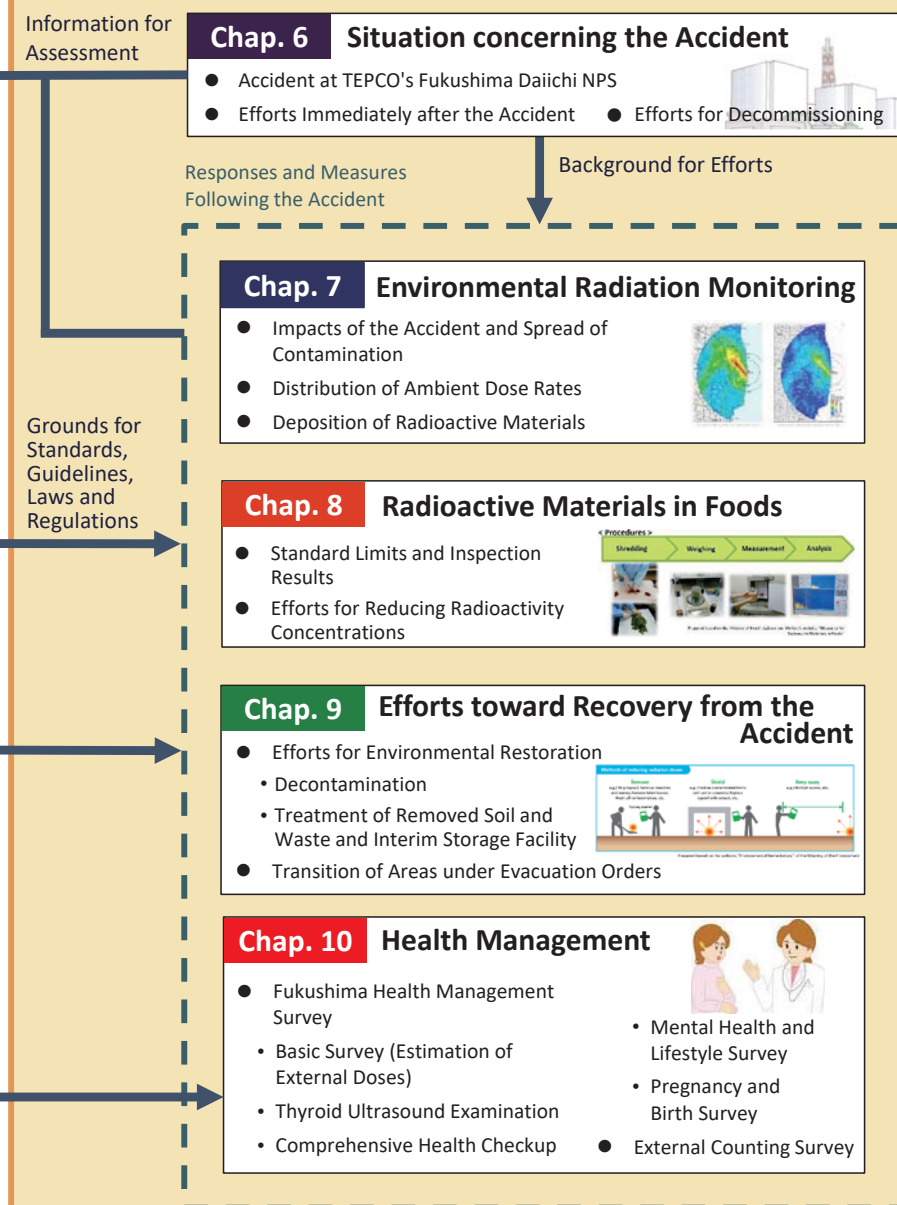 Information for
Assessment
Chap. 6 Situation concerning the Accident
● Accident at TEPCO's Fukushima Daiichi NPS
● Efforts Immediately after the Accident ● Efforts for Decommissioning
Responses and Measures
Following the Accident
Background for Efforts
Chap. 7 Environmental Radiation Monitoring
● Impacts of the Accident and Spread of
Contamination
● Distribution of Ambient Dose Rates
● Deposition of Radioactive Materials
Grounds for
Standards,
Guidelines,
Laws and
Regulations
Chap. 8 Radioactive Materials in Foods
● Standard Limits and Inspection
Results
● Efforts for Reducing Radioactivity
Concentrations
< Procedures >
Shredding Weighing Measurement Analysis
Chap. 9 Efforts toward Recovery from the
Accident
● Efforts for Environmental Restoration
• Decontamination
• Treatment of Removed Soil and
Waste and Interim Storage Facility
● Transition of Areas under Evacuation Orders
Methods of reducing radiation doses
Chap. 10 Health Management
● Fukushima Health Management
Survey
• Basic Survey (Estimation of
External Doses)
• Thyroid Ultrasound Examination
• Comprehensive Health Checkup
• Mental Health and
Lifestyle Survey
• Pregnancy and
Birth Survey
● External Counting Survey